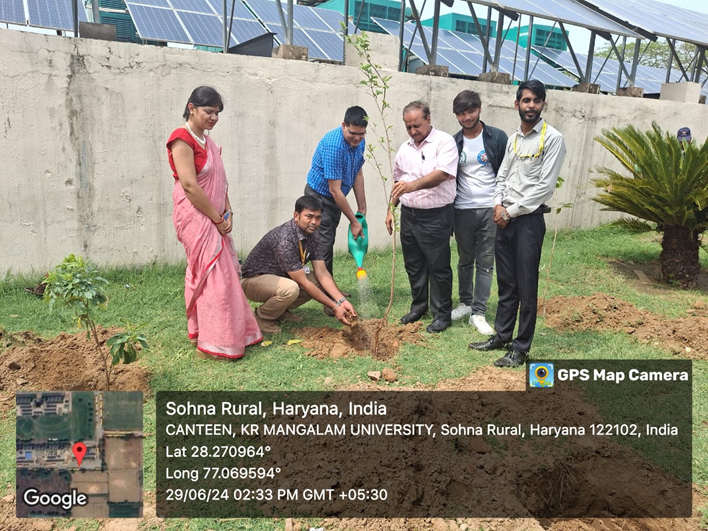 GPS Map Camera
Sohna Rural, Haryana, India
CANTEEN, KR MANGALAM UNIVERSITY, Sohna Rural, Haryana 122102, India
Lat 28.270964°
Long 77.069594°
29/06/24 02:33 PM GMT +05:30
Google